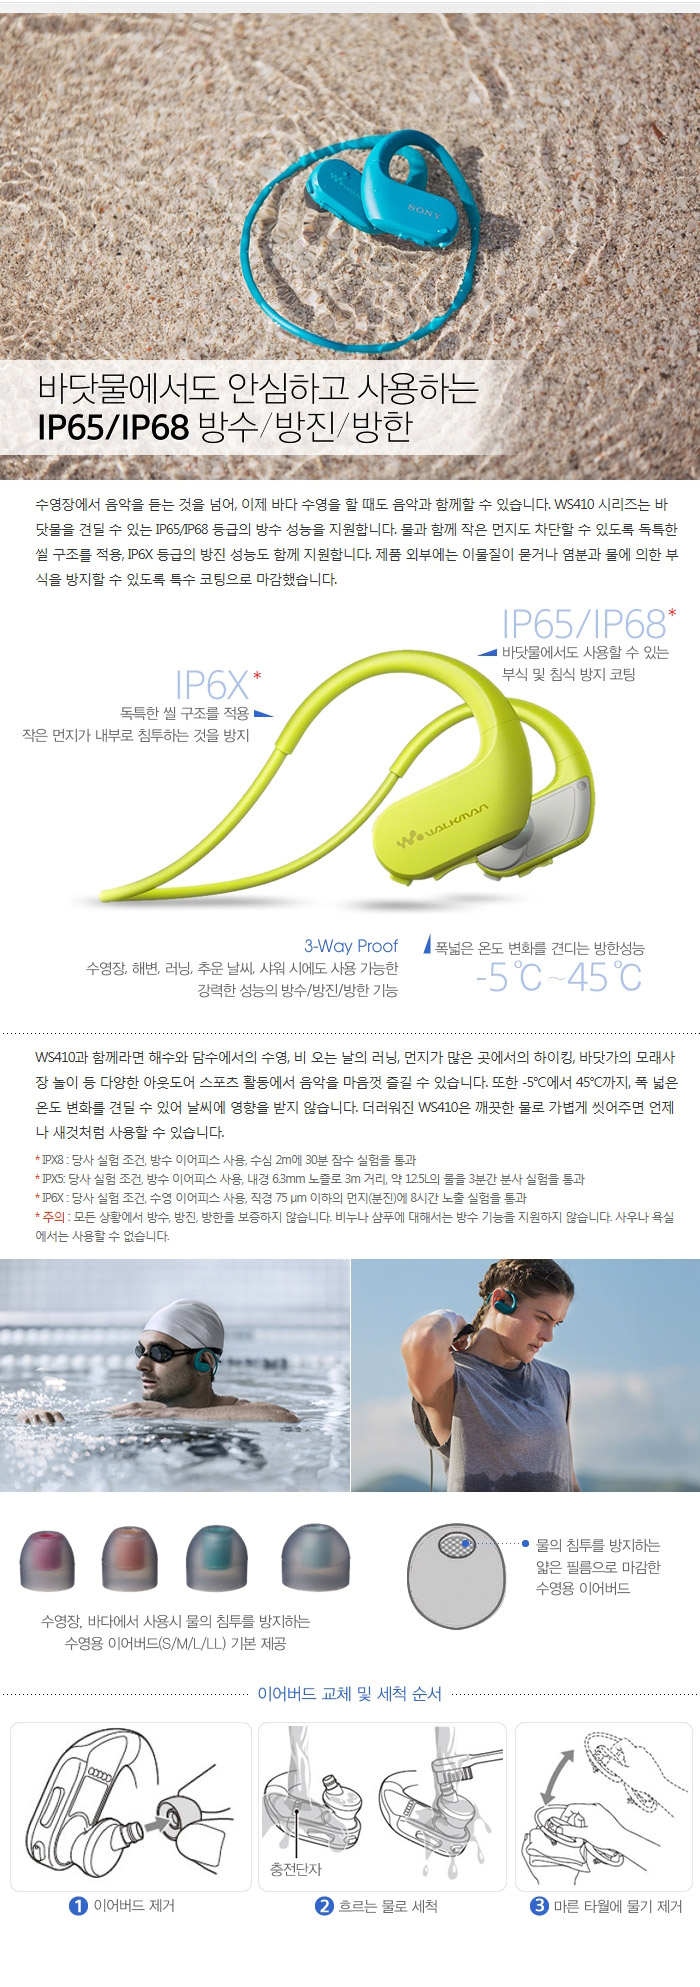 SONY
바닷물에서도 안심하고 사용하는
IP65/IP68 방수/방진/방한
수영장에서 음악을 듣는 것을 넘어, 이제 바다 수영을 할 때도 음악과 함께할 수 있습니다. WS410 시리즈는 바
닷물을 견딜 수 있는 IP65/IP68 등급의 방수 성능을 지원합니다. 물과 함께 작은 먼지도 차단할 수 있도록 독특한
씰 구조를 적용, IP6X 등급의 방진 성능도 함께 지원합니다. 제품 외부에는 이물질이 묻거나 염분과 물에 의한 부
식을 방지할 수 있도록 특수 코팅으로 마감했습니다.
IP65/IP68*
바닷물에서도 사용할 수 있는
부식 및 침식 방지 코팅
IP6X*
독특한 씰 구조를 적용
작은 먼지가 내부로 침투하는 것을 방지
WALKMAN
3-Way Proof
수영장, 해변, 러닝, 추운 날씨, 샤워 시에도 사용 가능한
강력한 성능의 방수/방진/방한 기능
폭넓은 온도 변화를 견디는 방한성능
-5℃~45℃
WS410과 함께라면 해수와 담수에서의 수영, 비 오는 날의 러닝, 먼지가 많은 곳에서의 하이킹, 바닷가의 모래사
장 놀이 등 다양한 아웃도어 스포츠 활동에서 음악을 마음껏 즐길 수 있습니다. 또한 -5℃에서 45℃까지, 폭 넓은
온도 변화를 견딜 수 있어 날씨에 영향을 받지 않습니다. 더러워진 WS410은 깨끗한 물로 가볍게 씻어주면 언제
나 새것처럼 사용할 수 있습니다.
* IPX8 : 당사 실험 조건, 방수 이어피스 사용, 수심 2m에 30분 잠수 실험을 통과
* IPX5: 당사 실험 조건, 방수 이어피스 사용, 내경 6.3mm 노즐로 3m 거리, 약 12.5L의 물을 3분간 분사 실험을 통과
* IP6X : 당사 실험 조건, 수영 이어피스 사용, 직경 75 μm 이하의 먼지(분진)에 8시간 노출 실험을 통과
* 주의 : 모든 상황에서 방수, 방진, 방한을 보증하지 않습니다. 비누나 샴푸에 대해서는 방수 기능을 지원하지 않습니다. 사우나 욕실
에서는 사용할 수 없습니다.
물의 침투를 방지하는
얇은 필름으로 마감한
수영용 이어버드
수영장, 바다에서 사용시 물의 침투를 방지하는
수영용 이어버드(S/M/L/LL) 기본 제공
이어버드 교체 및 세척 순서
충전단자
1 이어버드 제거
2 흐르는 물로 세척
3 마른 타월에 물기 제거